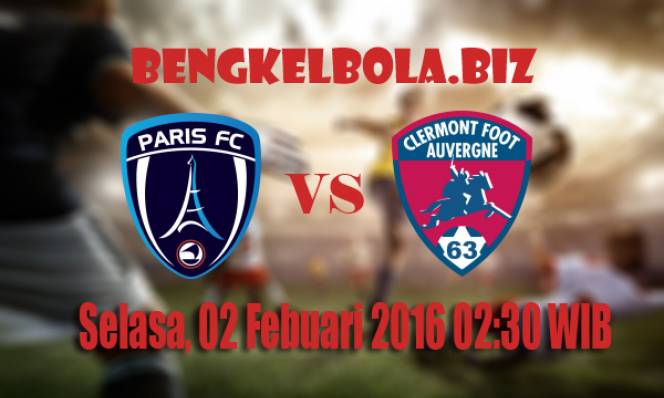 BENGKELBOLA.BIZ
PARIS FC
VS
CLERMONT FOOT
AUVERGNE
63
Selasa, 02 Febuari 2016 02:30 WIB